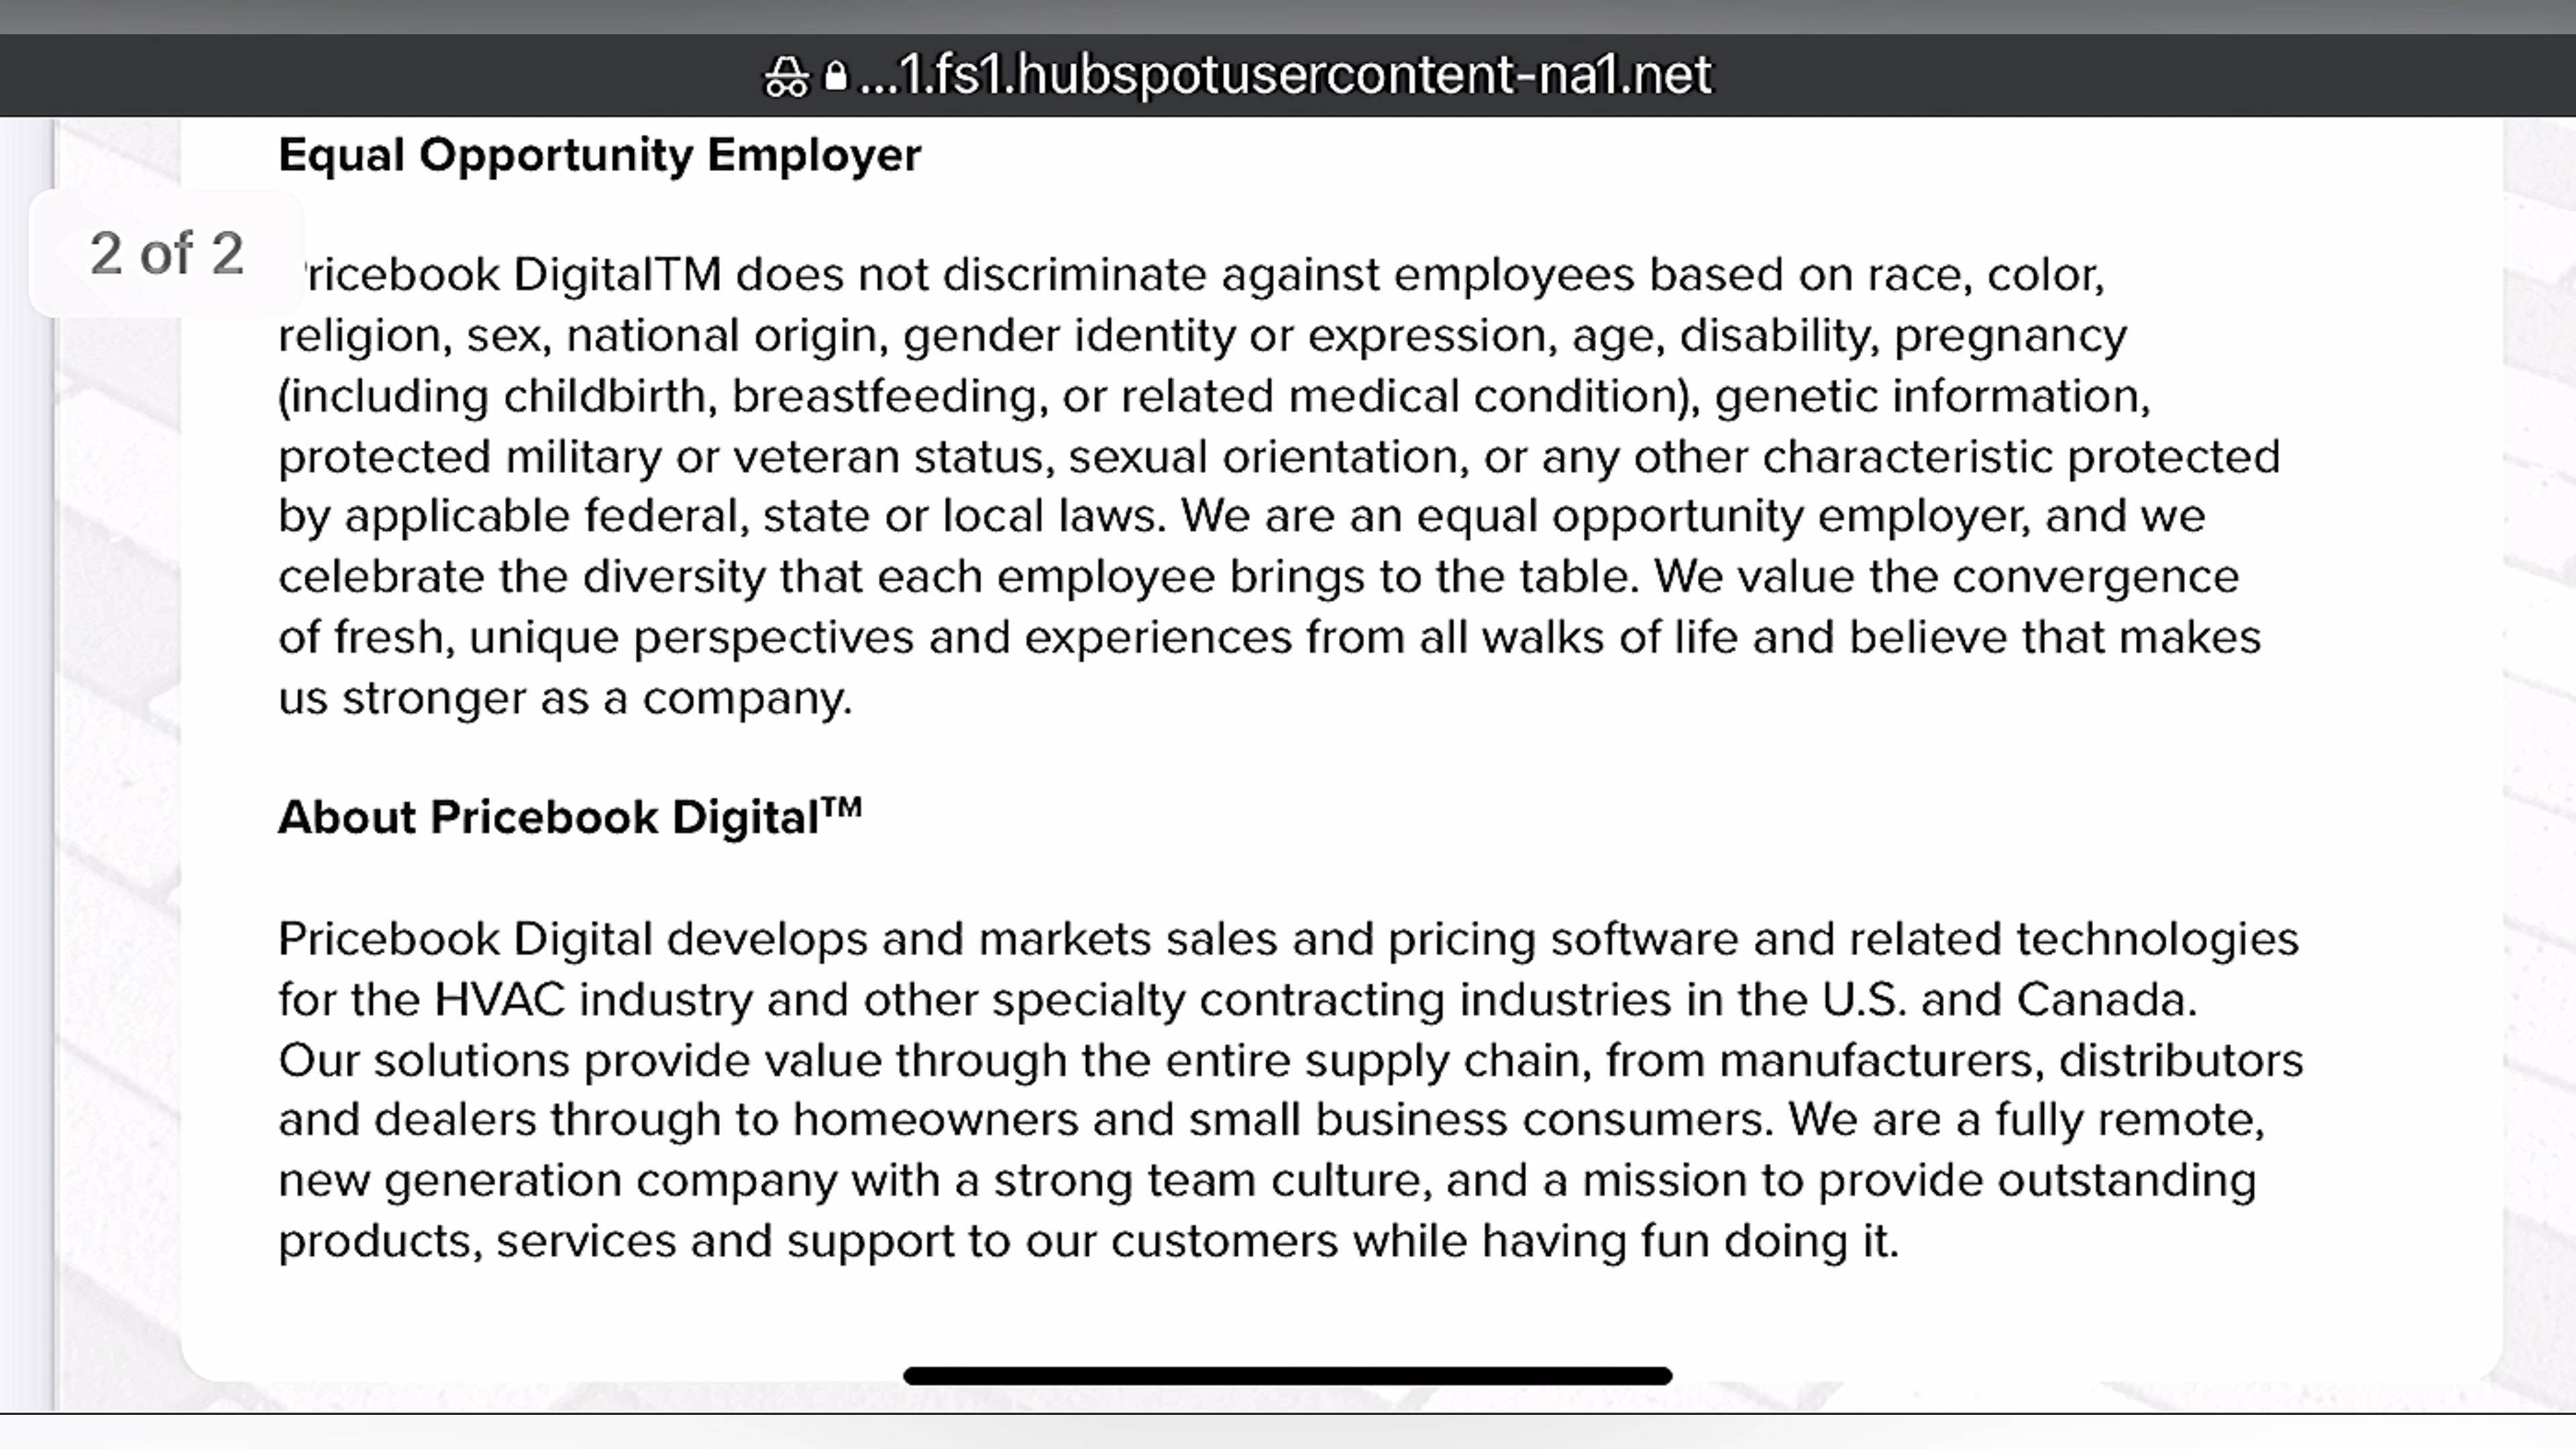 ...1.fs1.hubspotusercontent-na1.net
Equal Opportunity Employer
2 of 2
ricebook DigitalTM does not discriminate against employees based on race, color,
religion, sex, national origin, gender identity or expression, age, disability, pregnancy
(including childbirth, breastfeeding, or related medical condition), genetic information,
protected military or veteran status, sexual orientation, or any other characteristic protected
by applicable federal, state or local laws. We are an equal opportunity employer, and we
celebrate the diversity that each employee brings to the table. We value the convergence
of fresh, unique perspectives and experiences from all walks of life and believe that makes
us stronger as a company.
About Pricebook Digital™
Pricebook Digital develops and markets sales and pricing software and related technologies
for the HVAC industry and other specialty contracting industries in the U.S. and Canada.
Our solutions provide value through the entire supply chain, from manufacturers, distributors
and dealers through to homeowners and small business consumers. We are a fully remote,
new generation company with a strong team culture, and a mission to provide outstanding
products, services and support to our customers while having fun doing it.